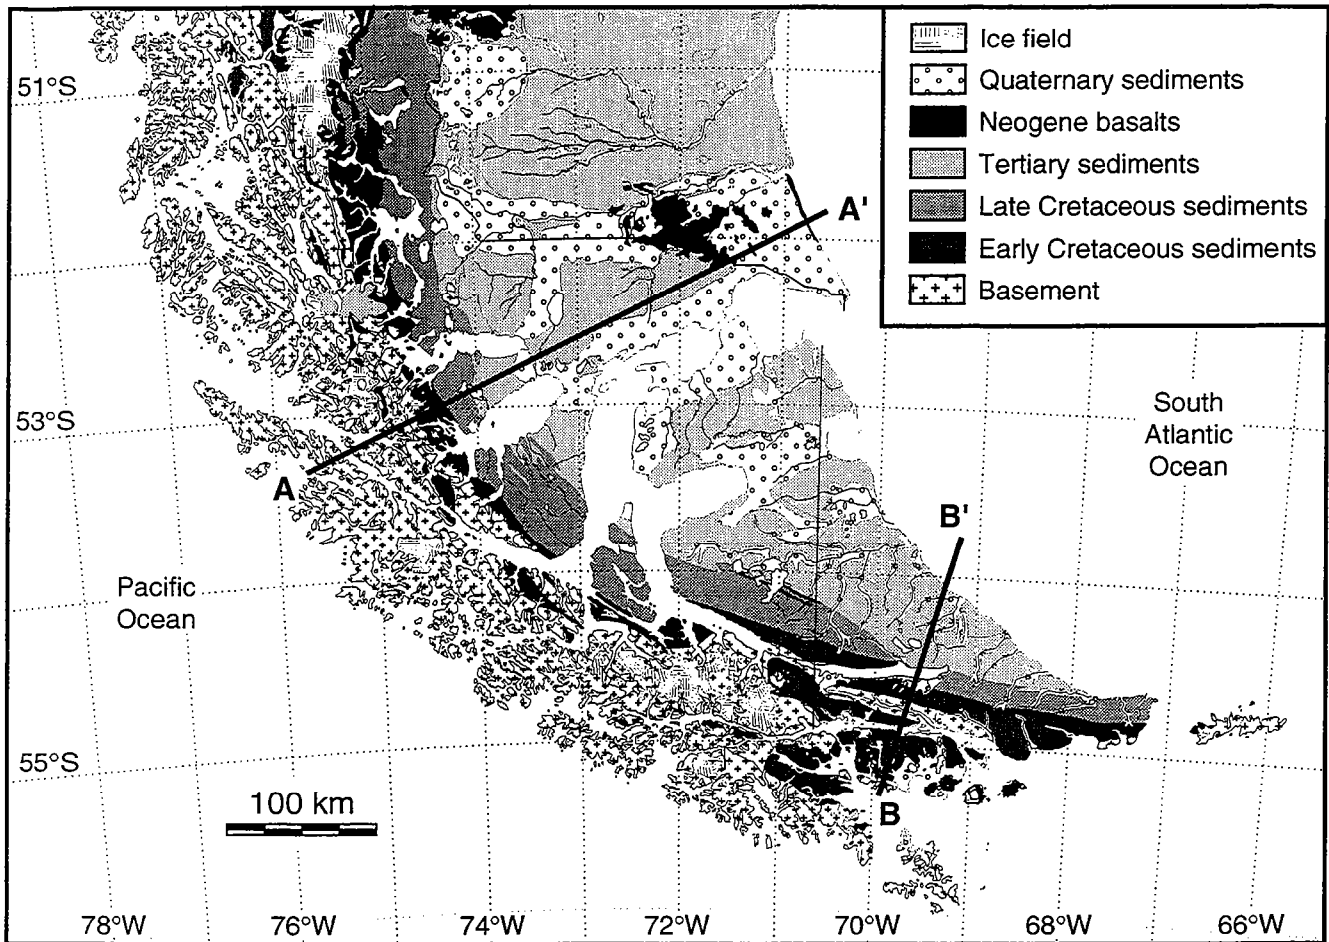 51°S
53°S
55°S
A
A'
B'
B
Pacific
Ocean
South
Atlantic
Ocean
100 km
78°W
76°W
74°W
72°W
70°W
68°W
66°W
Ice field
Quaternary sediments
Neogene basalts
Tertiary sediments
Late Cretaceous sediments
Early Cretaceous sediments
Basement